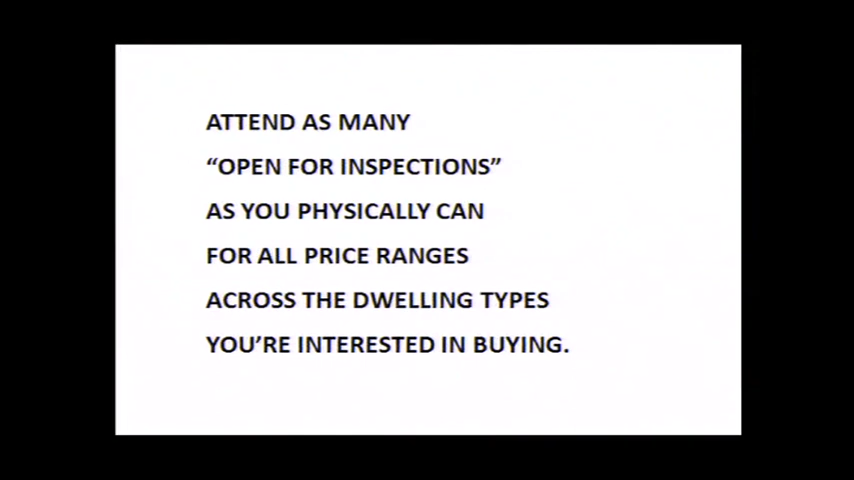 ATTEND AS MANY
“OPEN FOR INSPECTIONS”
AS YOU PHYSICALLY CAN
FOR ALL PRICE RANGES
ACROSS THE DWELLING TYPES
YOU’RE INTERESTED IN BUYING.